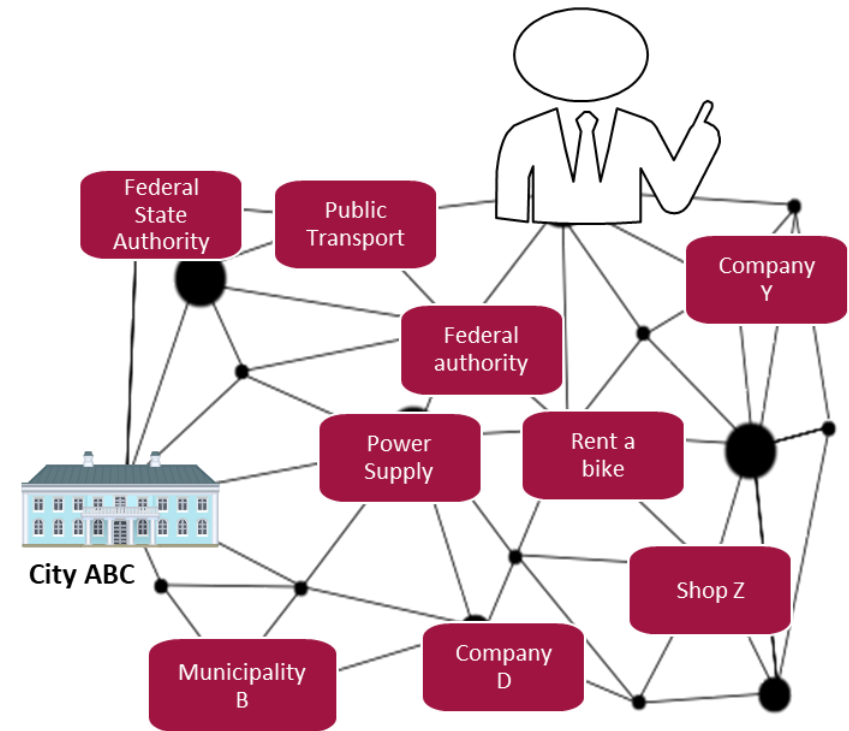 Federal
State
Authority
Public
Transport
Company
Y
Federal
authority
Power
Supply
Rent a
bike
City ABC
Shop Z
Municipality
B
Company
D